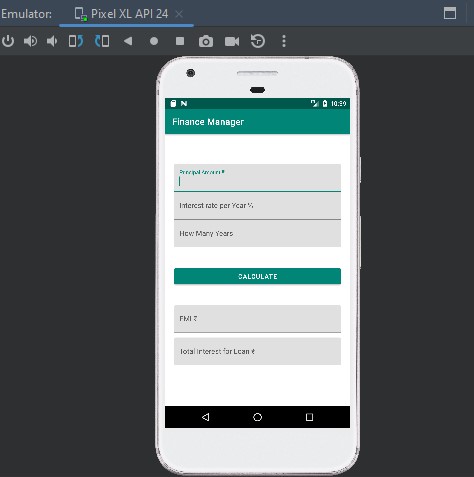 Emulator: Pixel XL API 24
10:59
Finance Manager
Principal Amount ₹
Interest rate per Year %
How Many Years
CALCULATE
EMI ₹
Total Interest for Loan ₹